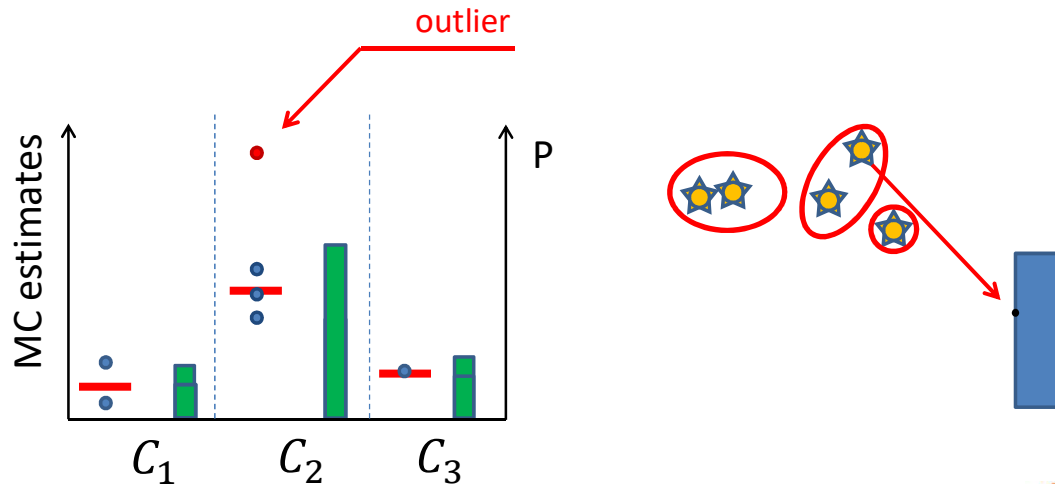 outlier
MC estimates
P
C₁
C₂
C₃